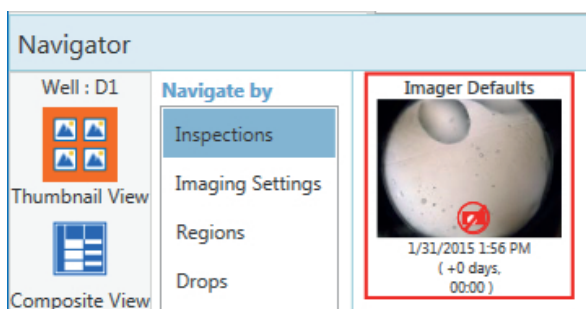 Navigator
Well : D1
Thumbnail View
Composite View
Navigate by
Inspections
Imaging Settings
Regions
Drops
Imager Defaults
1/31/2015 1:56 PM
( +0 days,
00:00 )